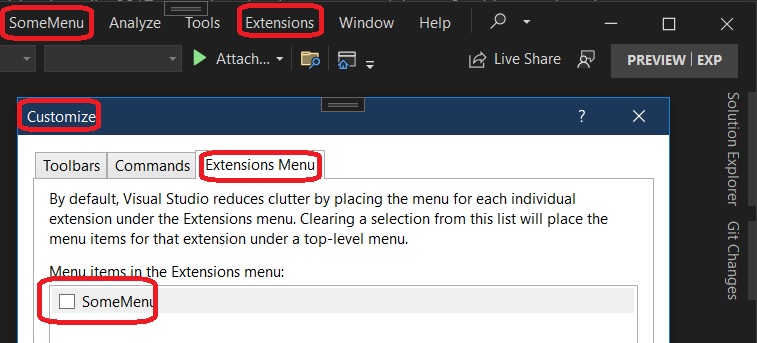 SomeMenu Analyze Tools Extensions Window Help
Attach... Live Share PREVIEW EXP
Customize ?
Toolbars Commands Extensions Menu
By default, Visual Studio reduces clutter by placing the menu for each individual
extension under the Extensions menu. Clearing a selection from this list will place the
menu items for that extension under a top-level menu.
Menu items in the Extensions menu:
SomeMenu
Solution Explorer
Git Changes